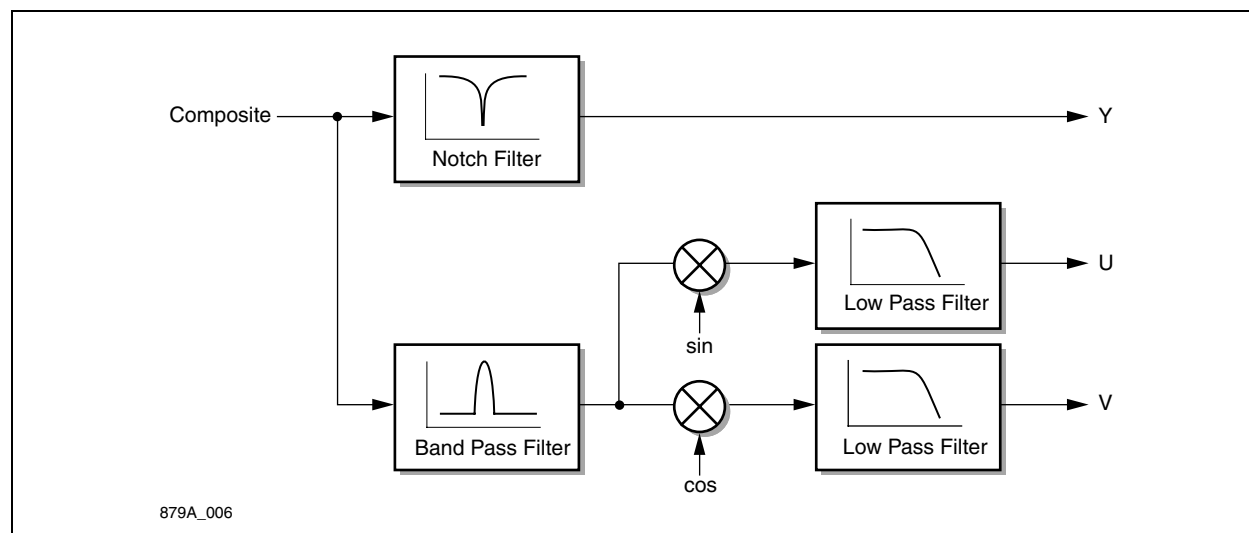 Composite
Notch Filter
Y
sin
Low Pass Filter
U
Band Pass Filter
cos
Low Pass Filter
V
879A_006